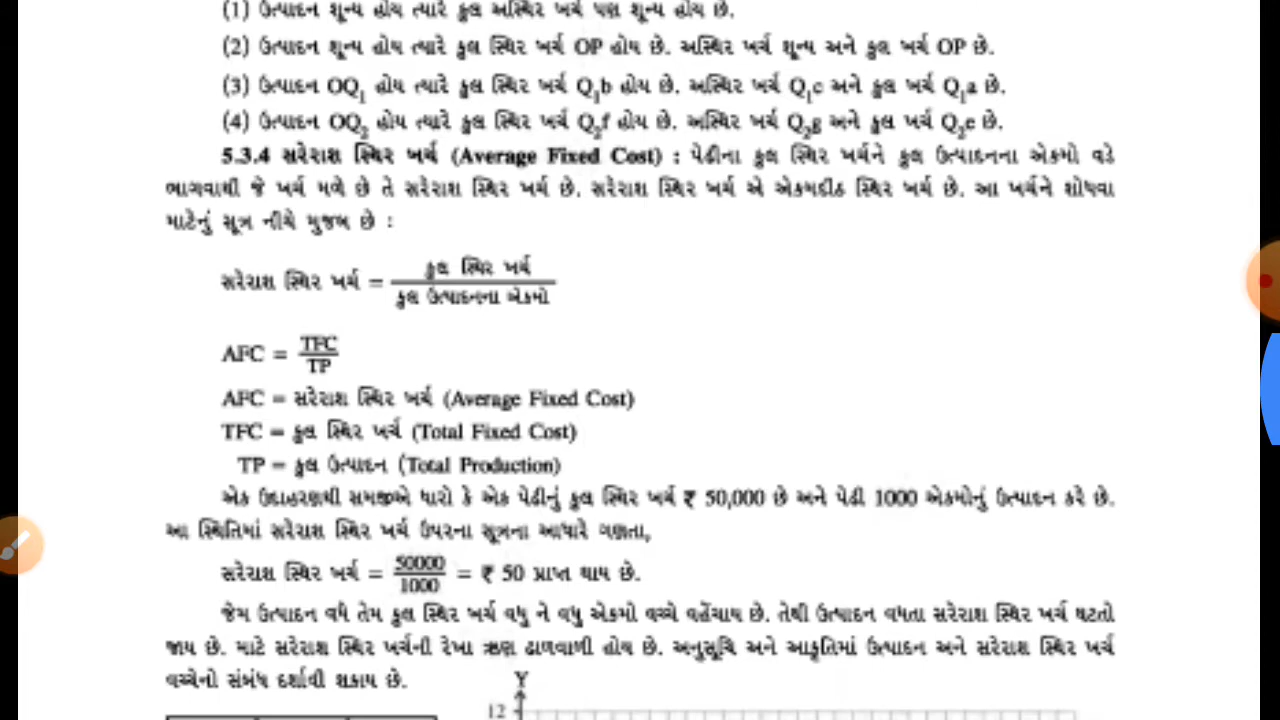 (1) ઉત્પાદન શૂન્ય હોય ત્યારે કુલ અસ્થિર ખર્ચ પણ શૂન્ય હોય છે.
(2) ઉત્પાદન શૂન્ય હોય ત્યારે કુલ સ્થિર ખર્ચ OP હોય છે. અસ્થિર ખર્ચ શૂન્ય અને કુલ ખર્ચ OP છે.
(3) ઉત્પાદન OQ₁ હોય ત્યારે કુલ સ્થિર ખર્ચ Q₁b હોય છે. અસ્થિર ખર્ચ Q₁c અને કુલ ખર્ચ Q₁a છે.
(4) ઉત્પાદન OQ₂ હોય ત્યારે કુલ સ્થિર ખર્ચ Q₂f હોય છે. અસ્થિર ખર્ચ Q₂g અને કુલ ખર્ચ Q₂e છે.
5.3.4 સરેરાશ સ્થિર ખર્ચ (Average Fixed Cost) : પેઢીના કુલ સ્થિર ખર્ચને કુલ ઉત્પાદનના એકમો વડે
ભાગવાથી જે ખર્ચ મળે છે તે સરેરાશ સ્થિર ખર્ચ છે. સરેરાશ સ્થિર ખર્ચ એ એકમદીઠ સ્થિર ખર્ચ છે. આ ખર્ચને શોધવા
માટેનું સૂત્ર નીચે મુજબ છે :
કુલ સ્થિર ખર્ચ
સરેરાશ સ્થિર ખર્ચ =
કુલ ઉત્પાદનના એકમો
TFC
AFC =
TP
AFC = સરેરાશ સ્થિર ખર્ચ (Average Fixed Cost)
TFC = કુલ સ્થિર ખર્ચ (Total Fixed Cost)
TP = કુલ ઉત્પાદન (Total Production)
એક ઉદાહરણથી સમજીએ ધારો કે એક પેઢીનું કુલ સ્થિર ખર્ચ ₹ 50,000 છે અને પેઢી 1000 એકમોનું ઉત્પાદન કરે છે.
આ સ્થિતિમાં સરેરાશ સ્થિર ખર્ચ ઉપરના સૂત્રના આધારે ગણતા,
50000
સરેરાશ સ્થિર ખર્ચ = = ₹ 50 પ્રાપ્ત થાય છે.
1000
જેમ ઉત્પાદન વધે તેમ કુલ સ્થિર ખર્ચ વધુ ને વધુ એકમો વચ્ચે વહેંચાય છે. તેથી ઉત્પાદન વધતા સરેરાશ સ્થિર ખર્ચ ઘટતો
જાય છે. માટે સરેરાશ સ્થિર ખર્ચની રેખા ઋણ ઢાળવાળી હોય છે. અનુસૂચિ અને આકૃતિમાં ઉત્પાદન અને સરેરાશ સ્થિર ખર્ચ
વચ્ચેનો સંબંધ દર્શાવી શકાય છે.
Y
12